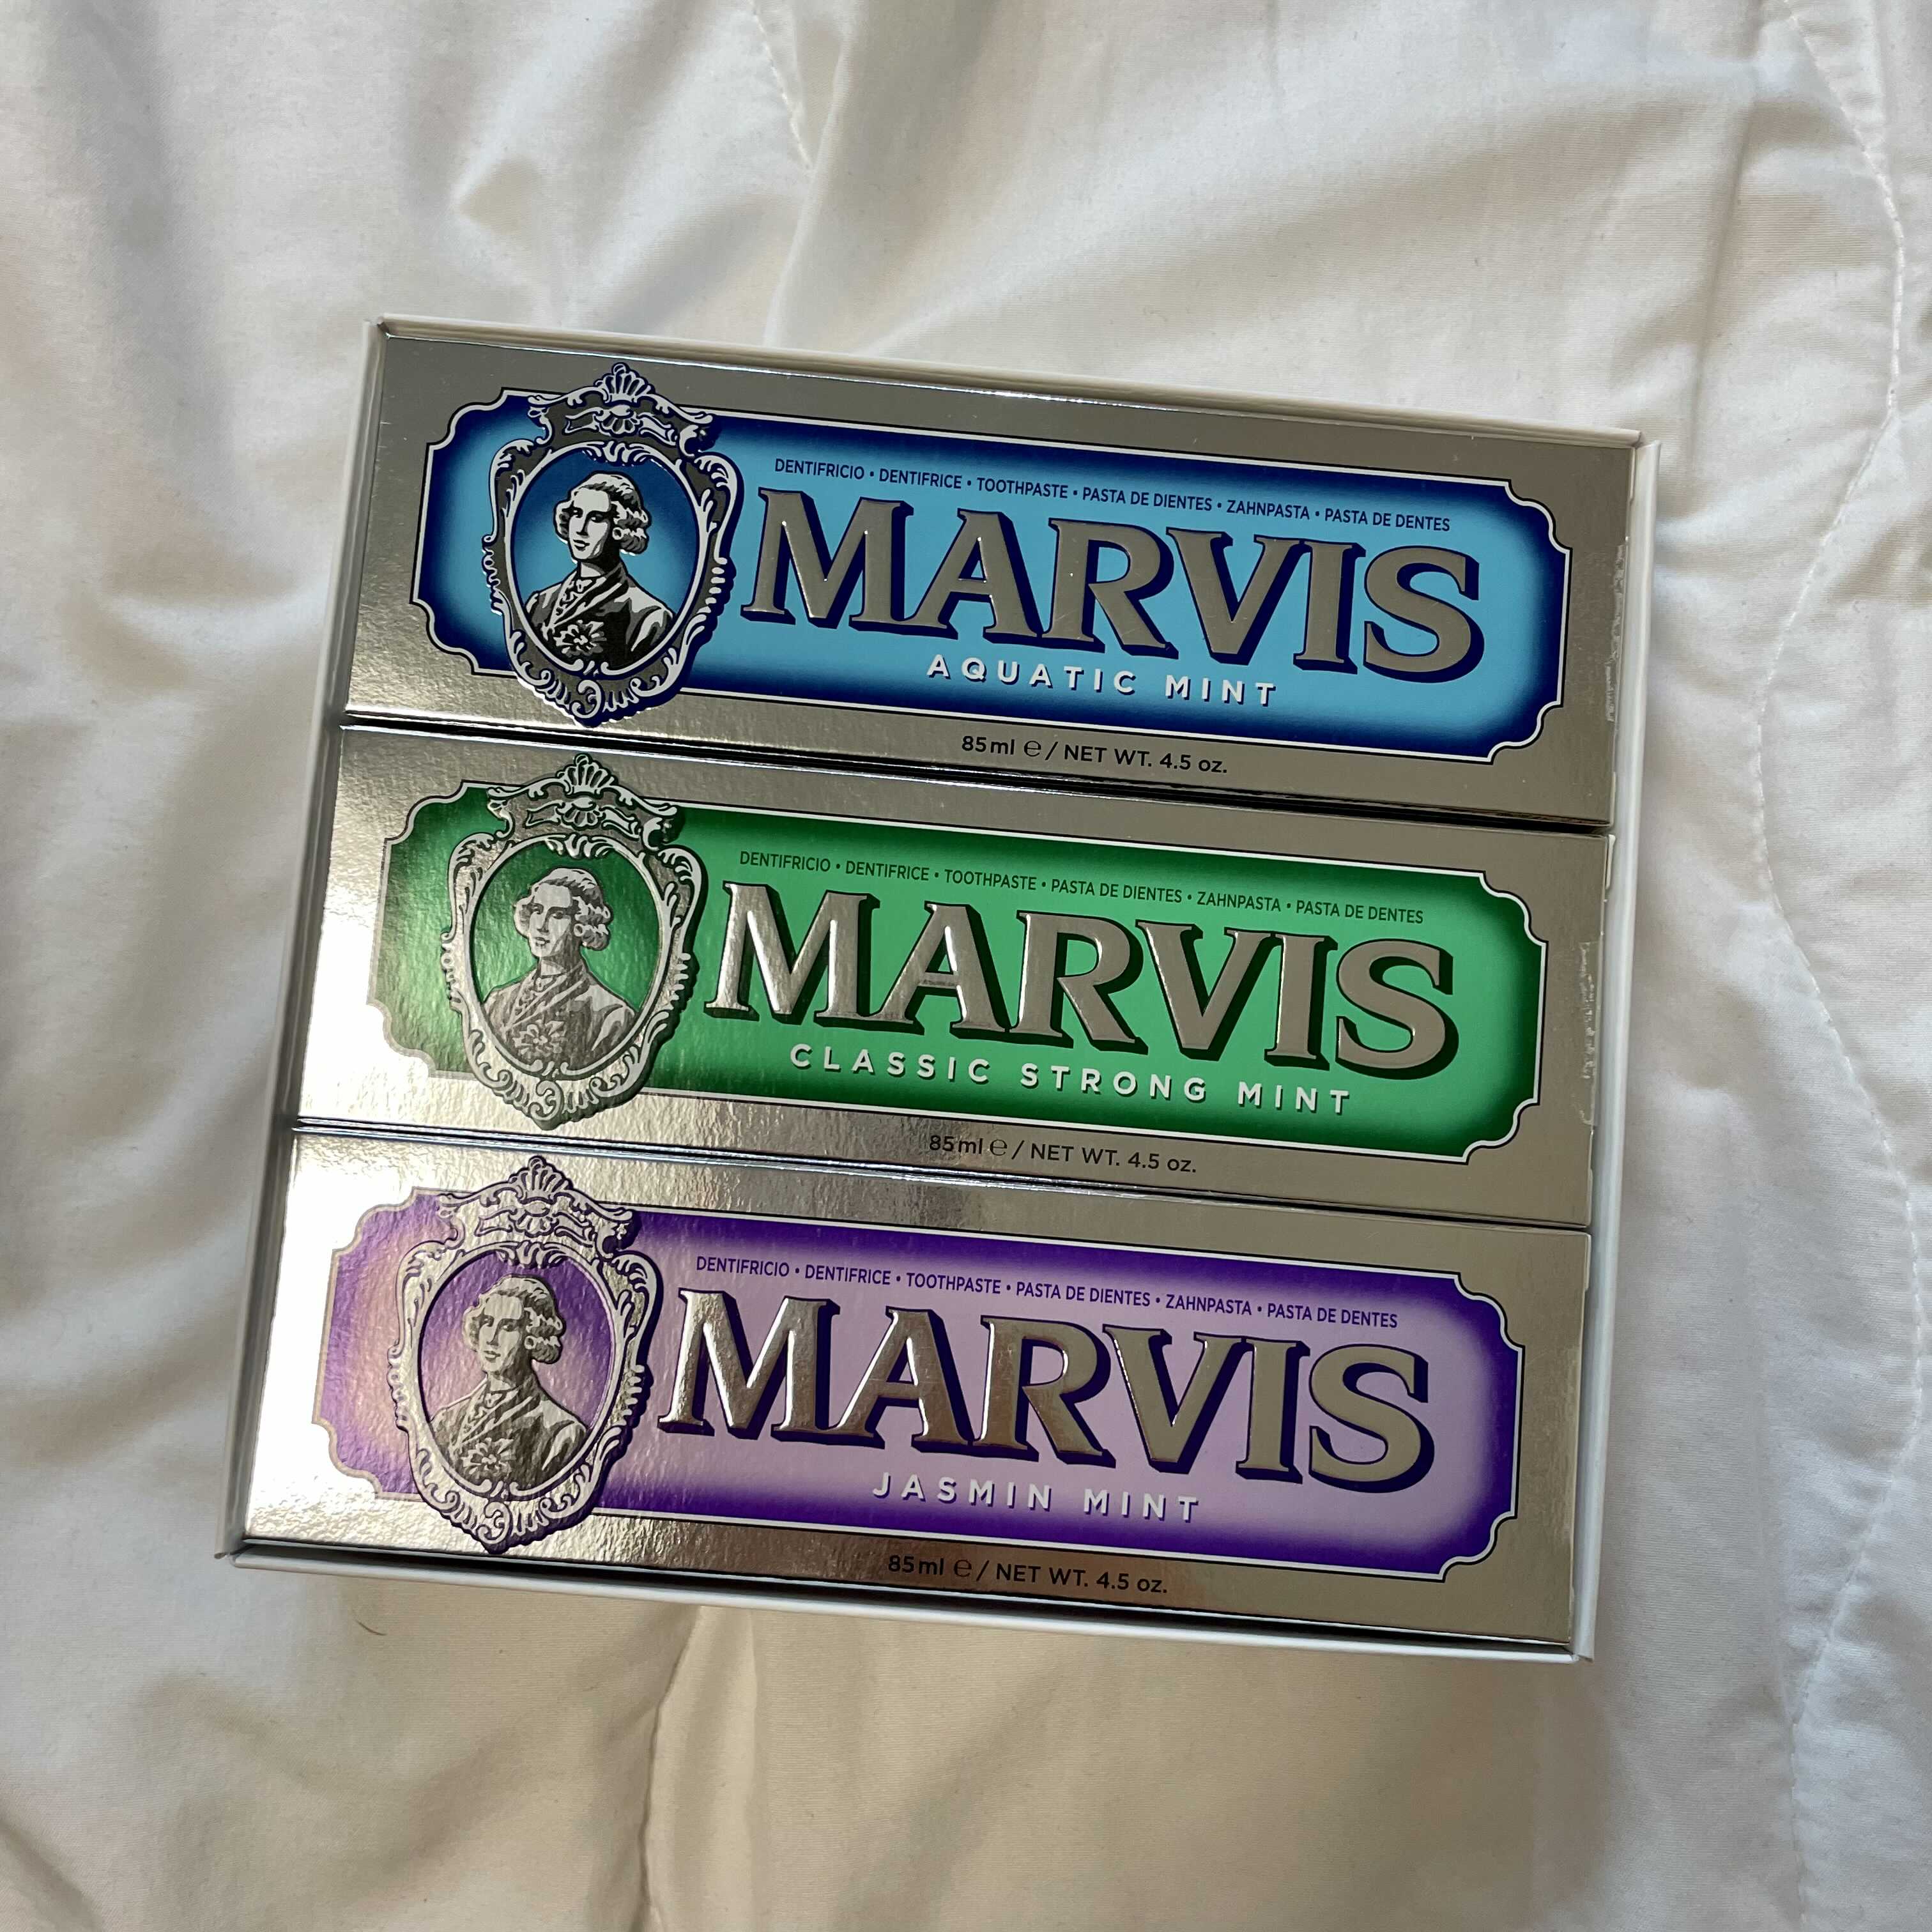 DENTIFRICIO • DENTIFRICE • TOOTHPASTE • PASTA DE DIENTES • ZAHNPASTA • PASTA DE DENTES
MARVIS
AQUATIC MINT
85ml ℮ / NET WT. 4.5 oz.
DENTIFRICIO • DENTIFRICE • TOOTHPASTE • PASTA DE DIENTES • ZAHNPASTA • PASTA DE DENTES
MARVIS
CLASSIC STRONG MINT
85ml ℮ / NET WT. 4.5 oz.
DENTIFRICIO • DENTIFRICE • TOOTHPASTE • PASTA DE DIENTES • ZAHNPASTA • PASTA DE DENTES
MARVIS
JASMIN MINT
85ml ℮ / NET WT. 4.5 oz.